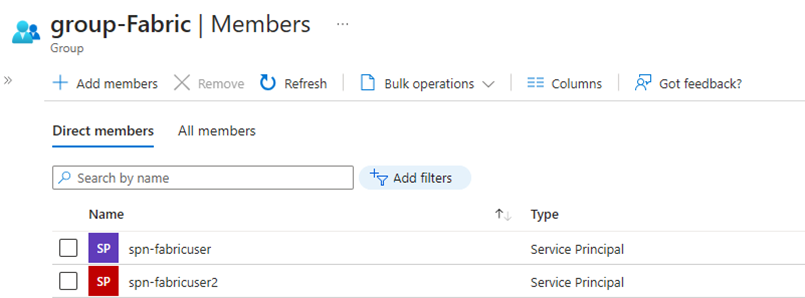 group-Fabric | Members ...
Group
Add members Remove Refresh Bulk operations Columns Got feedback?
Direct members All members
Search by name Add filters
Name Type
SP spn-fabricuser Service Principal
SP spn-fabricuser2 Service Principal